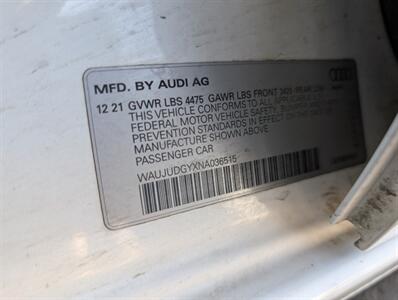 MFD. BY AUDI AG
12 21 GVWR LBS 4475 GAWR LBS FRONT 2425 REAR
THIS VEHICLE CONFORMS TO ALL APPLICABLE
FEDERAL MOTOR VEHICLE SAFETY, BUMPER AND
THEFT PREVENTION STANDARDS IN EFFECT ON THE DATE OF
MANUFACTURE SHOWN ABOVE
PASSENGER CAR
WAUJUDGYXNA036515